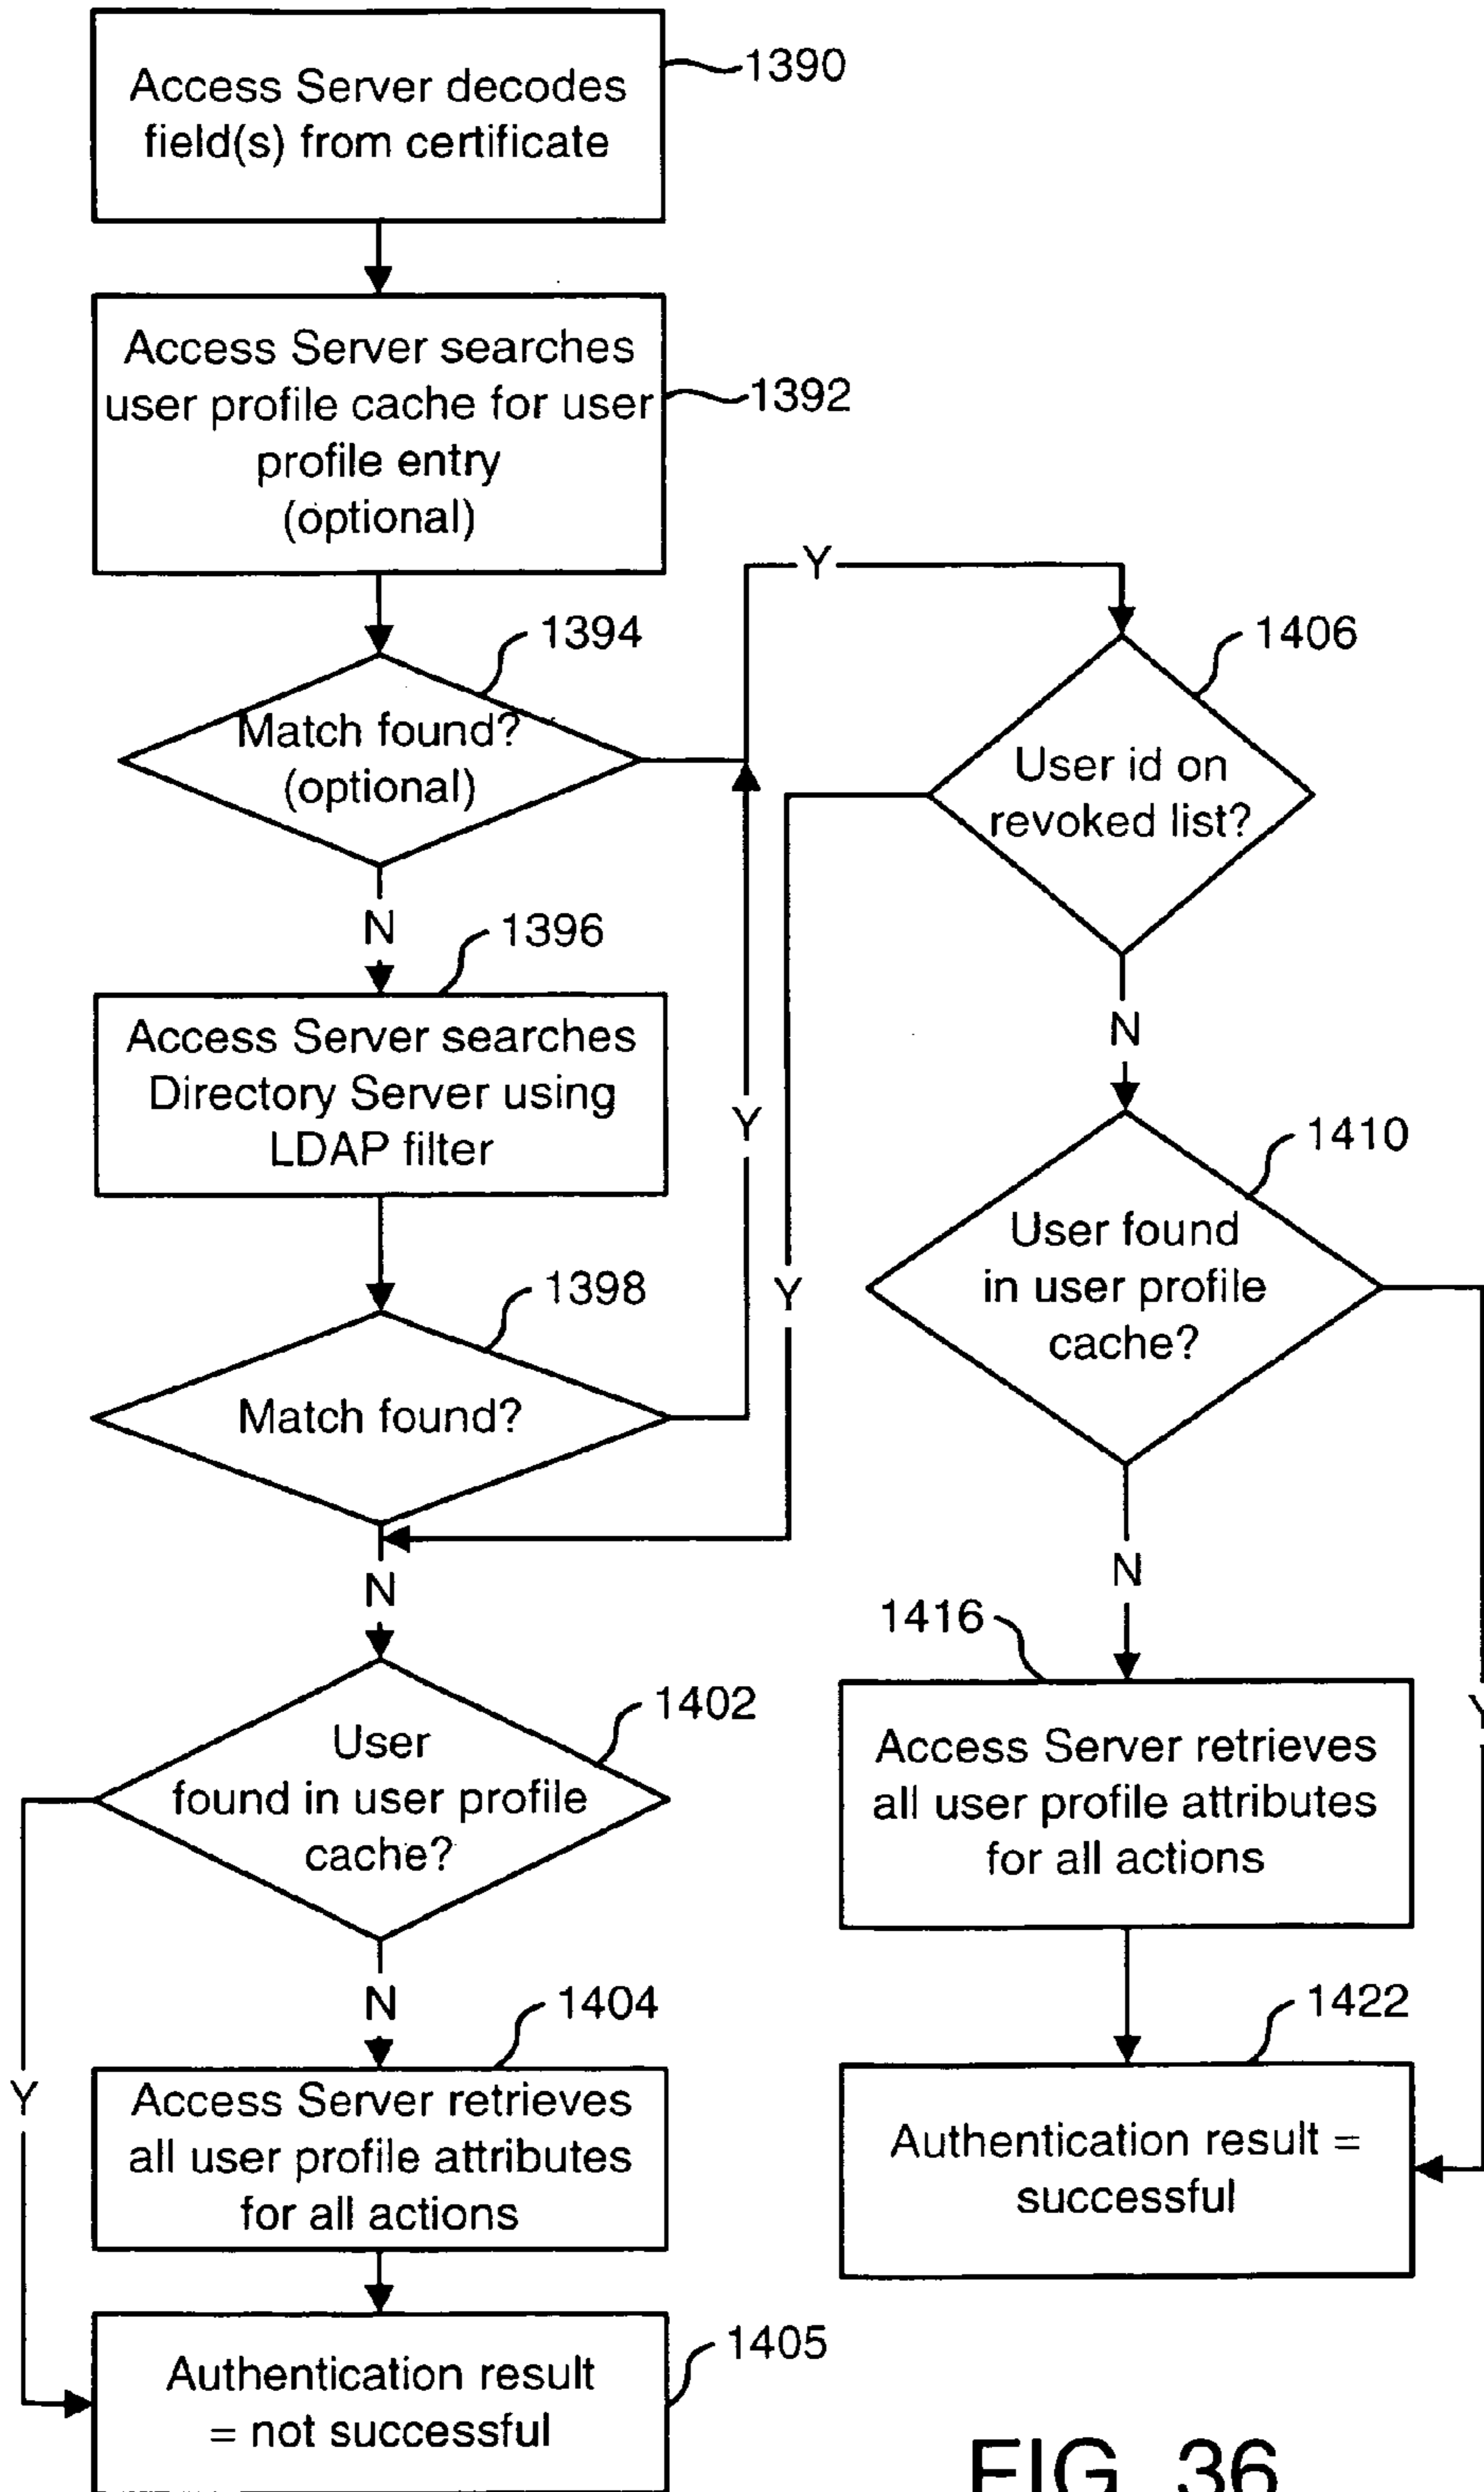 Access Server decodes
field(s) from certificate
1390
Access Server searches
user profile cache for user
profile entry
(optional)
1392
Y
1394
Match found?
(optional)
1406
User id on
revoked list?
N
1396
Access Server searches
Directory Server using
LDAP filter
N
Y
1410
User found
in user profile
cache?
1398
Y
Match found?
N
N
1416
1402
User
found in user profile
cache?
Y
Access Server retrieves
all user profile attributes
for all actions
N
1404
1422
Y
Access Server retrieves
all user profile attributes
for all actions
Authentication result =
successful
1405
Authentication result
= not successful
FIG. 36